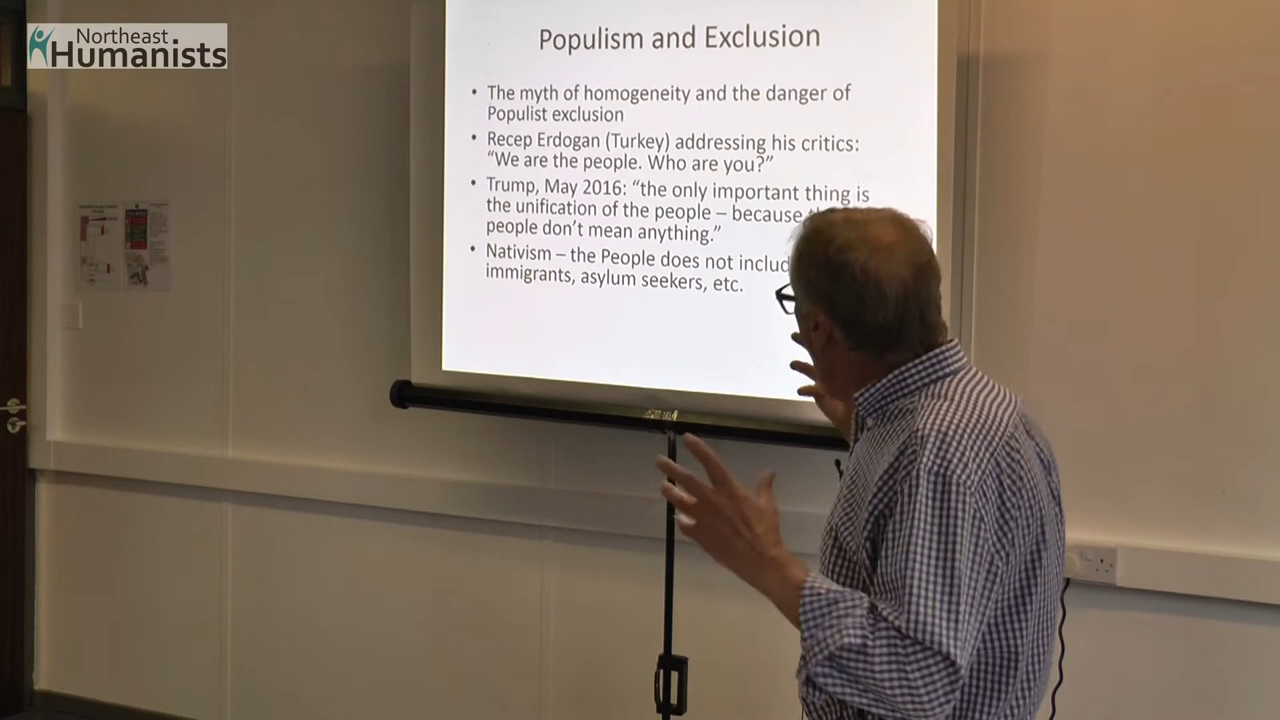 Northeast
Humanists
Populism and Exclusion
• The myth of homogeneity and the danger of
Populist exclusion
• Recep Erdogan (Turkey) addressing his critics:
“We are the people. Who are you?”
• Trump, May 2016: “the only important thing is
the unification of the people – because
people don’t mean anything.”
• Nativism – the People does not
immigrants, asylum seekers, etc.